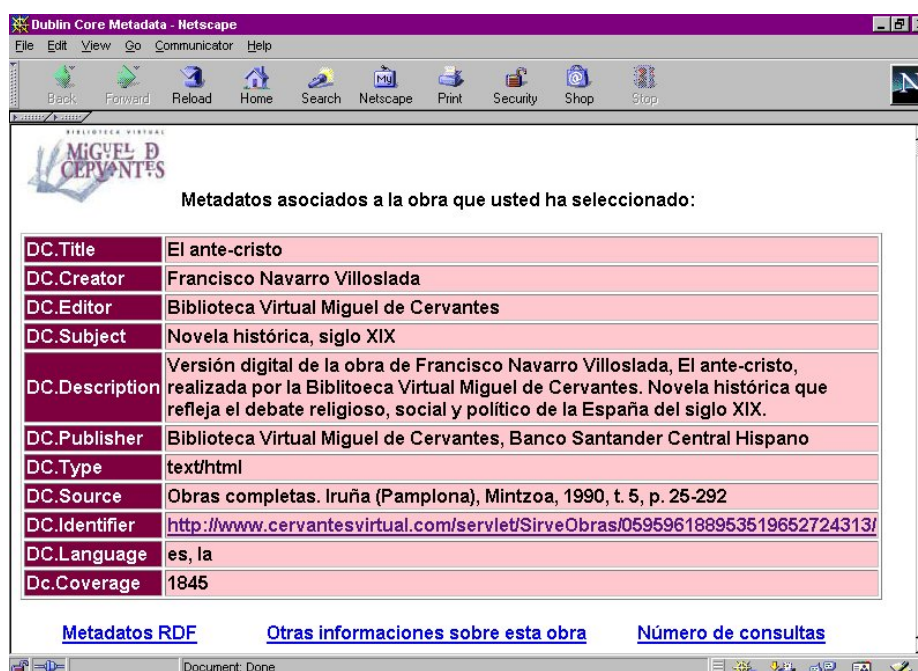 Dublin Core Metadata - Netscape
File Edit View Go Communicator Help
My
N
Back Forward Reload Home Search Netscape Print Security Shop Stop
BIBLIOTECA VIRTUAL
MiGUEL D
CERVANTES
Metadatos asociados a la obra que usted ha seleccionado:
DC.Title El ante-cristo
DC.Creator Francisco Navarro Villoslada
DC.Editor Biblioteca Virtual Miguel de Cervantes
DC.Subject Novela histórica, siglo XIX
DC.Description Versión digital de la obra de Francisco Navarro Villoslada, El ante-cristo,
realizada por la Biblitoeca Virtual Miguel de Cervantes. Novela histórica que
refleja el debate religioso, social y político de la España del siglo XIX.
DC.Publisher Biblioteca Virtual Miguel de Cervantes, Banco Santander Central Hispano
DC.Type text/html
DC.Source Obras completas. Iruña (Pamplona), Mintzoa, 1990, t. 5, p. 25-292
DC.Identifier http://www.cervantesvirtual.com/servlet/SirveObras/05959618895351965272​4313/
DC.Language es, la
Dc.Coverage 1845
Metadatos RDF Otras informaciones sobre esta obra Número de consultas
Document: Done